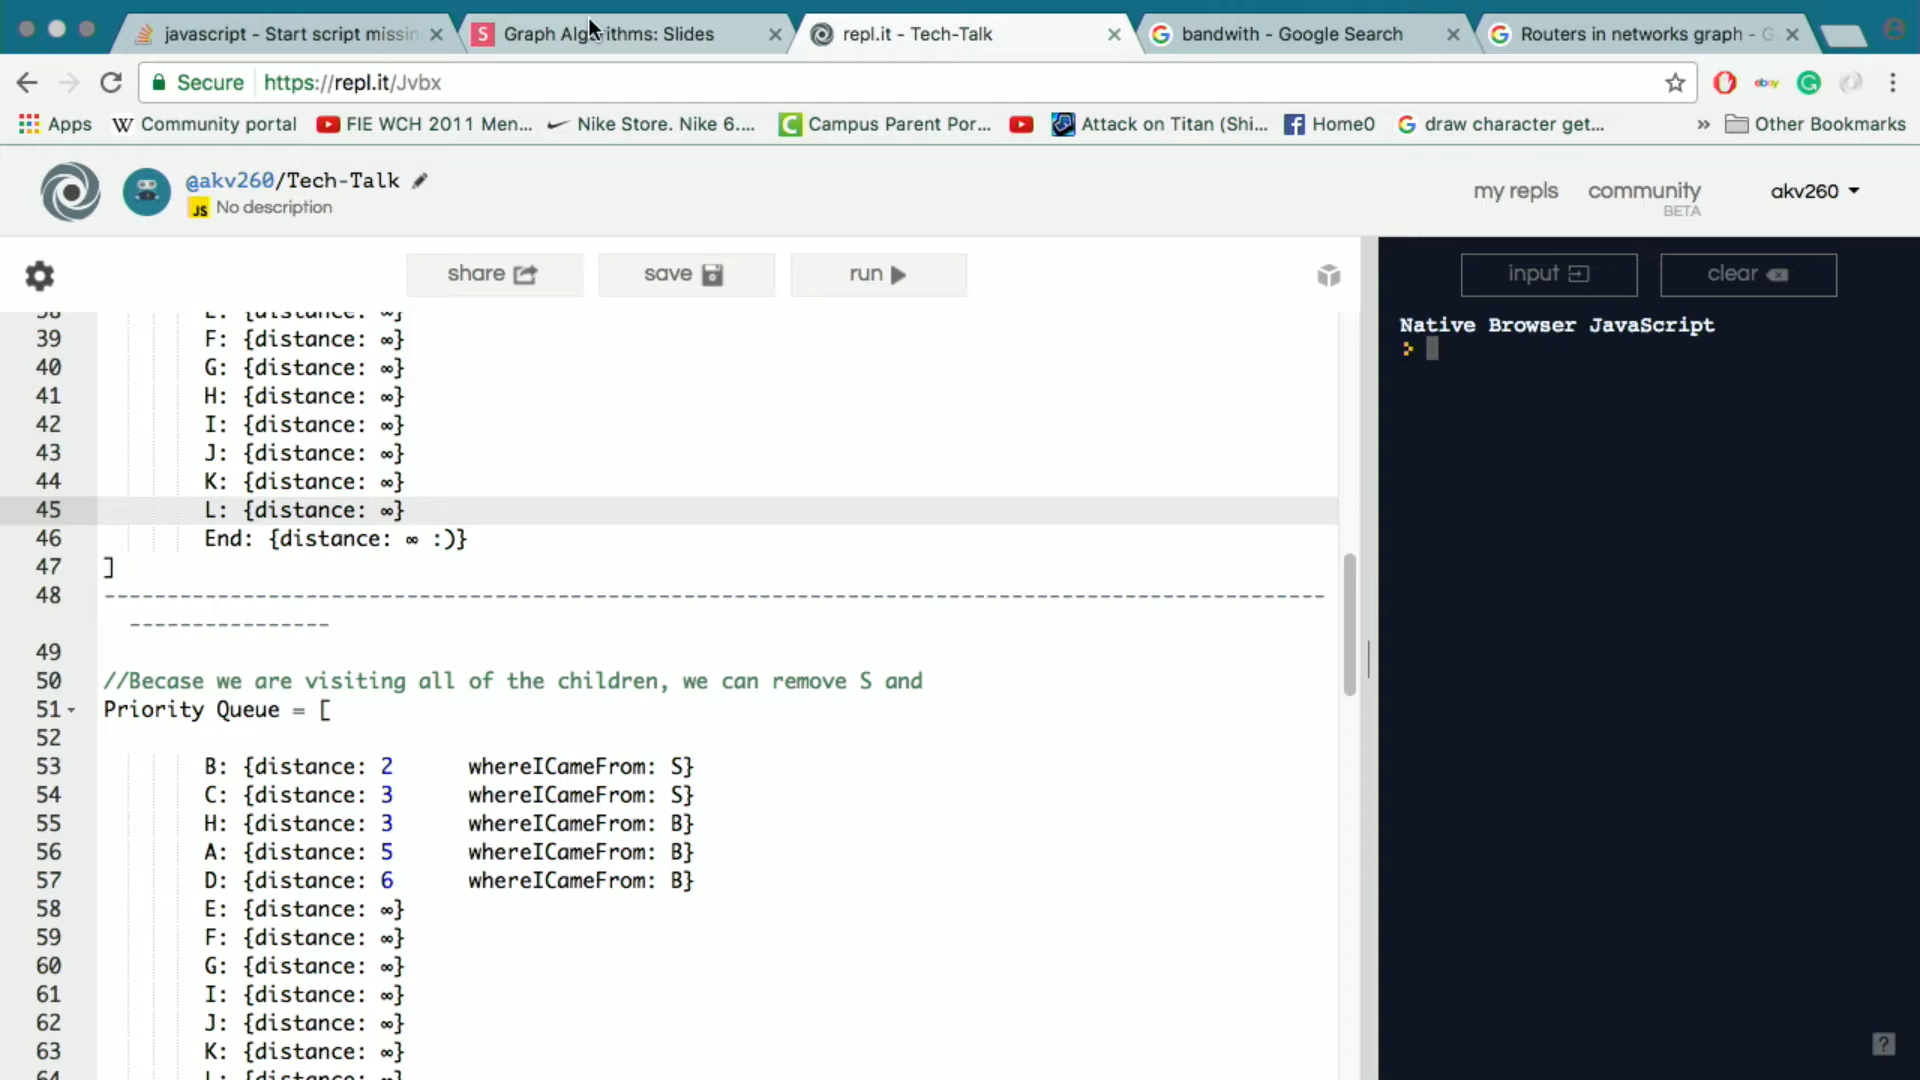 javascript - Start script missin
Graph Algorithms: Slides
repl.it - Tech-Talk
bandwith - Google Search
Routers in networks graph - G
Secure
https://repl.it/Jvbx
Apps
Community portal
FIE WCH 2011 Men...
Nike Store. Nike 6....
Campus Parent Por...
Attack on Titan (Shi...
Home0
draw character get...
»
Other Bookmarks
@akv260/Tech-Talk
JS No description
my repls
community
BETA
akv260
share
save
run
input
clear
Native Browser JavaScript
>
39 F: {distance: ∞}
40 G: {distance: ∞}
41 H: {distance: ∞}
42 I: {distance: ∞}
43 J: {distance: ∞}
44 K: {distance: ∞}
45 L: {distance: ∞}
46 End: {distance: ∞ :)}
47 ]
48 ------------------------------------------------------------------------------------------------
----------------
49
50 //Becase we are visiting all of the children, we can remove S and
51 Priority Queue = [
52
53 B: {distance: 2 whereICameFrom: S}
54 C: {distance: 3 whereICameFrom: S}
55 H: {distance: 3 whereICameFrom: B}
56 A: {distance: 5 whereICameFrom: B}
57 D: {distance: 6 whereICameFrom: B}
58 E: {distance: ∞}
59 F: {distance: ∞}
60 G: {distance: ∞}
61 I: {distance: ∞}
62 J: {distance: ∞}
63 K: {distance: ∞}
?